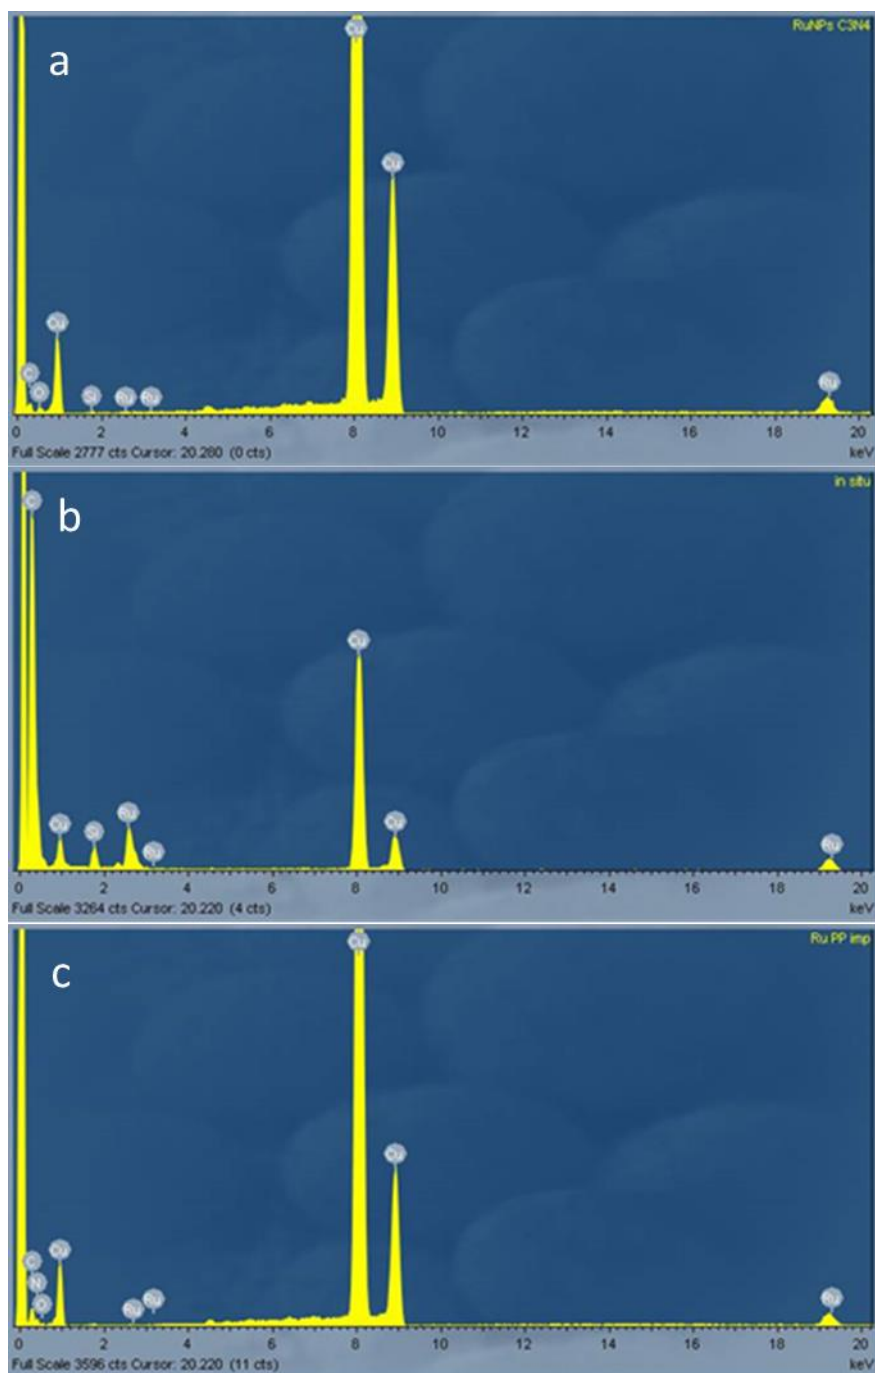 a
RuNPs C3N4
Cu
Cu
Cu
C
O
Si
Ru
Ru
Ru
0 2 4 6 8 10 12 14 16 18 20
Full Scale 2777 cts Cursor: 20.280 (0 cts)
keV
b
in situ
C
Cu
Cu
Si
Ru
Ru
Cu
Ru
0 2 4 6 8 10 12 14 16 18 20
Full Scale 3264 cts Cursor: 20.220 (4 cts)
keV
c
Ru PP imp
Cu
Cu
C
N
O
Cu
Ru
Ru
Ru
0 2 4 6 8 10 12 14 16 18 20
Full Scale 3596 cts Cursor: 20.220 (11 cts)
keV